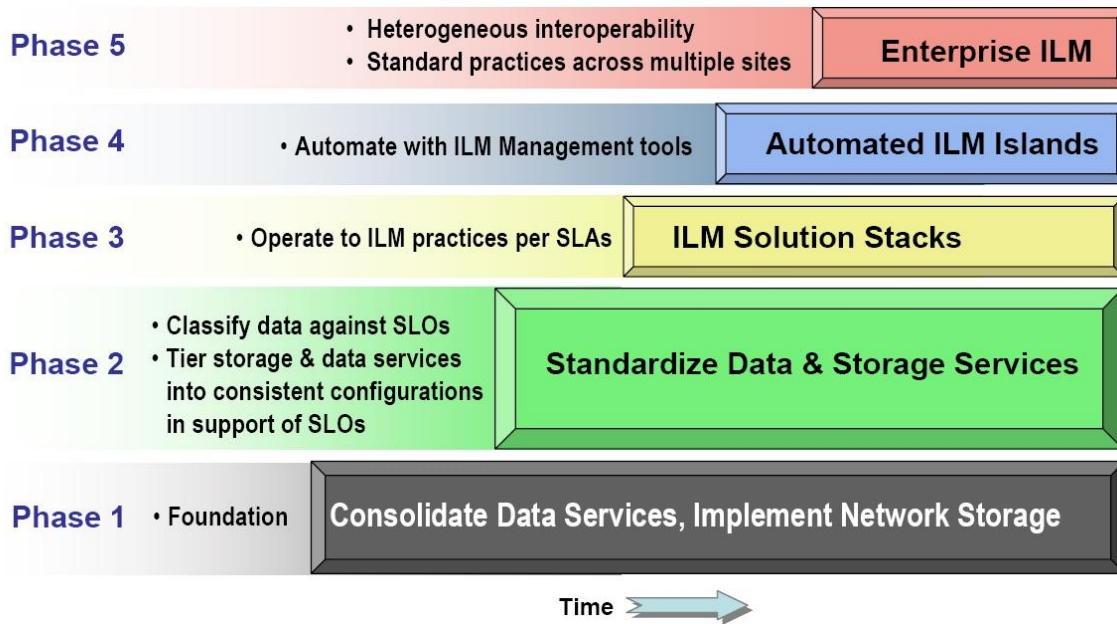 Phase 5
• Heterogeneous interoperability
• Standard practices across multiple sites
Enterprise ILM
Phase 4
• Automate with ILM Management tools
Automated ILM Islands
Phase 3
• Operate to ILM practices per SLAs
ILM Solution Stacks
Phase 2
• Classify data against SLOs
• Tier storage & data services
into consistent configurations
in support of SLOs
Standardize Data & Storage Services
Phase 1
• Foundation
Consolidate Data Services, Implement Network Storage
Time